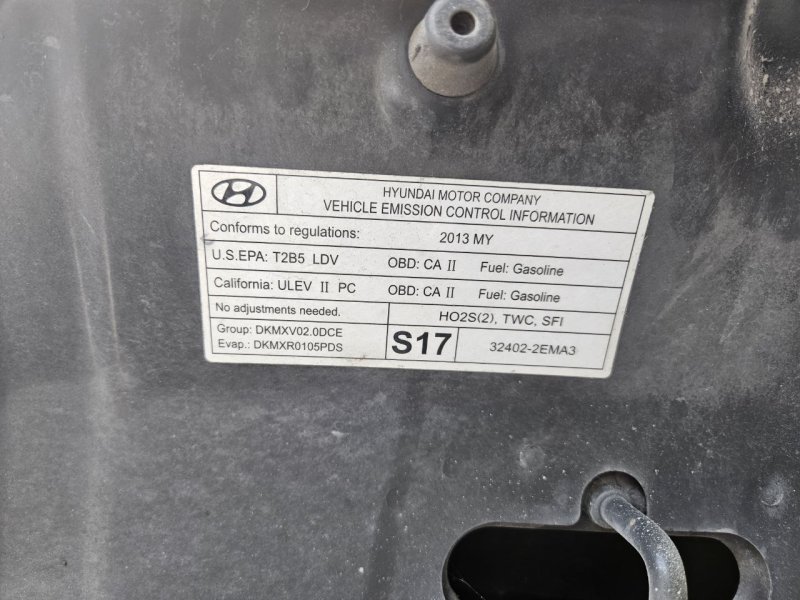 HYUNDAI MOTOR COMPANY
VEHICLE EMISSION CONTROL INFORMATION
Conforms to regulations: 2013 MY
U.S.EPA: T2B5 LDV OBD: CA II Fuel: Gasoline
California: ULEV II PC OBD: CA II Fuel: Gasoline
No adjustments needed. HO2S(2), TWC, SFI
Group: DKMXV02.0DCE
Evap.: DKMXR0105PDS
S17
32402-2EMA3